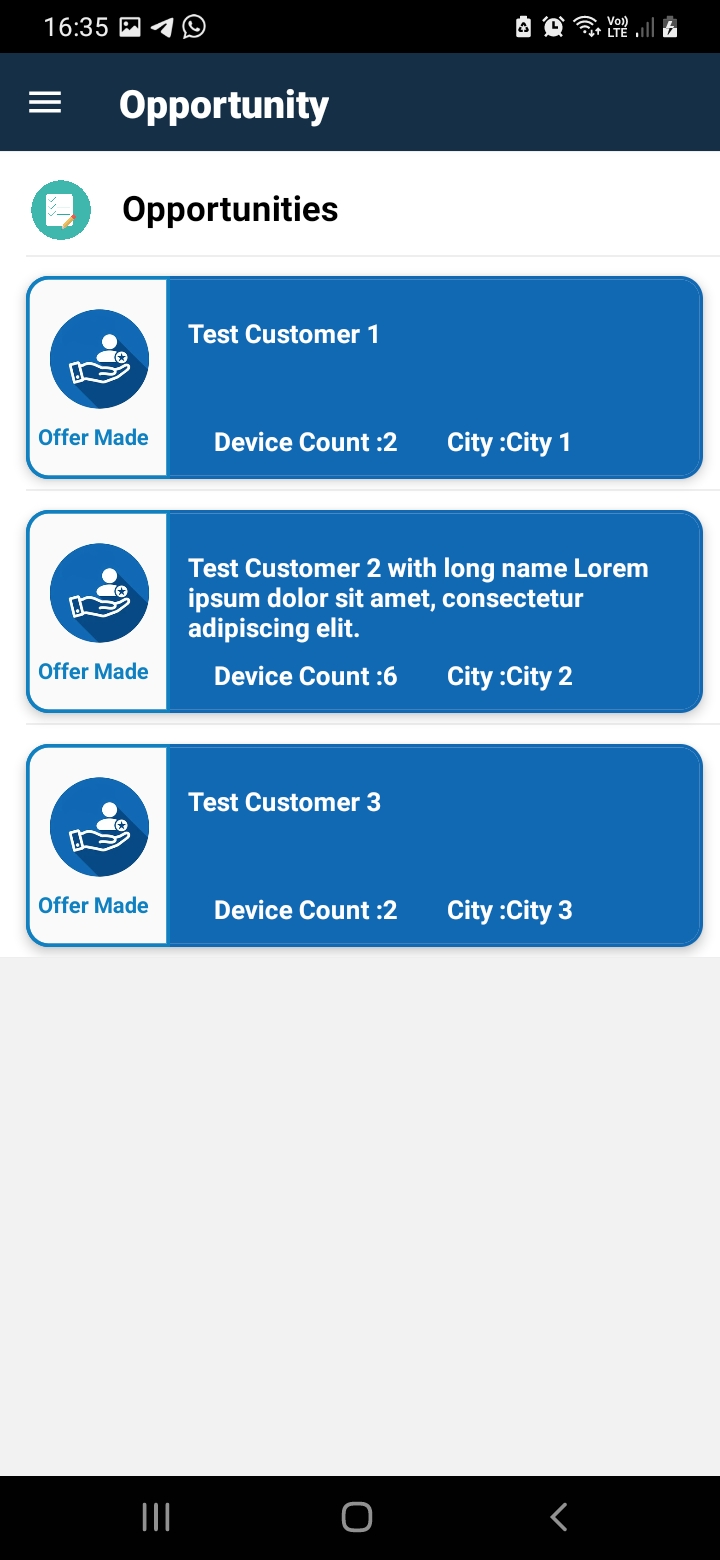 16:35
Vo)
LTE
Opportunity
Opportunities
Test Customer 1
Offer Made
Device Count :2
City :City 1
Test Customer 2 with long name Lorem
ipsum dolor sit amet, consectetur
adipiscing elit.
Offer Made
Device Count :6
City :City 2
Test Customer 3
Offer Made
Device Count :2
City :City 3